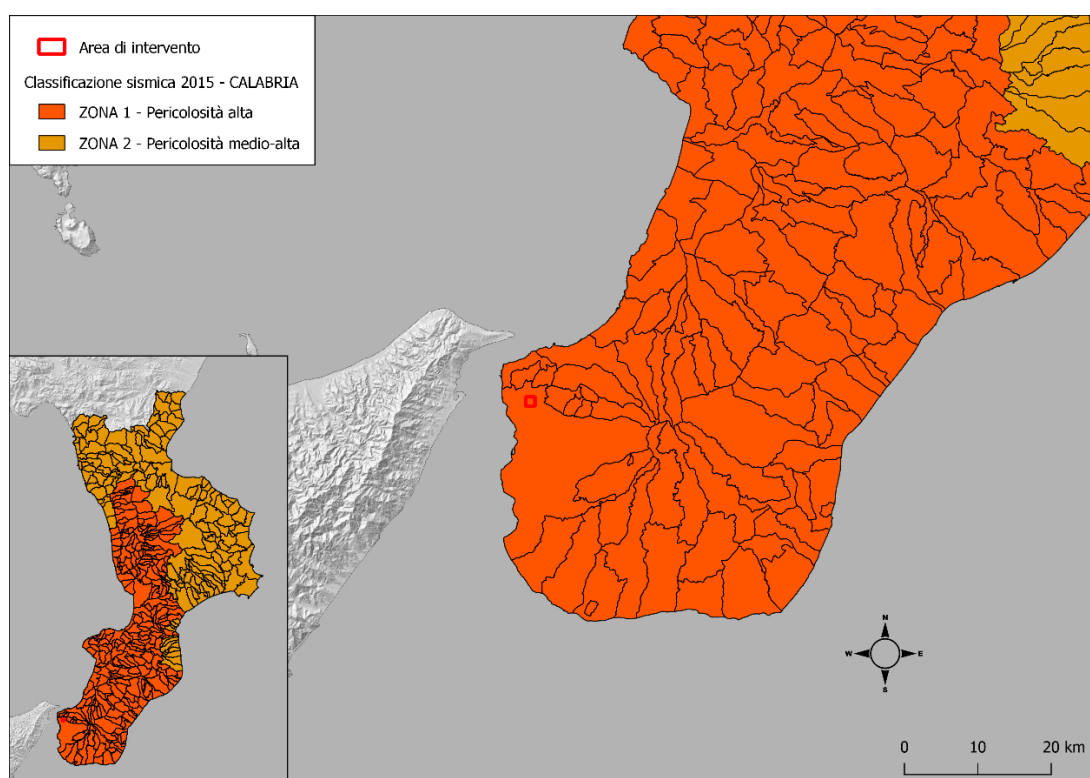 Area di intervento
Classificazione sismica 2015 - CALABRIA
ZONA 1 - Pericolosità alta
ZONA 2 - Pericolosità medio-alta
N
W E
S
0 10 20 km